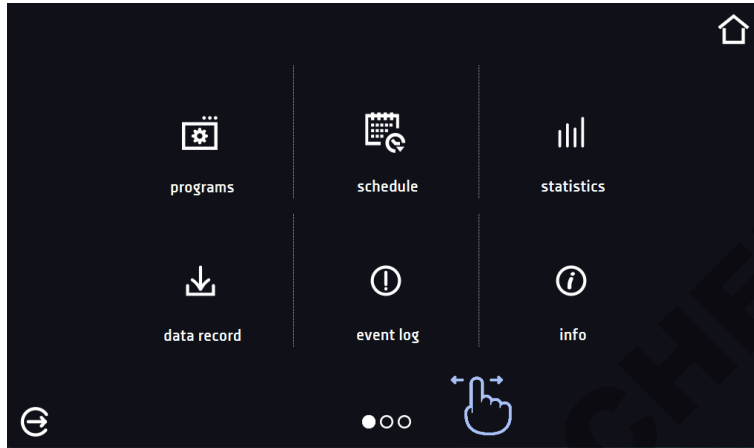 programs
schedule
statistics
data record
event log
info